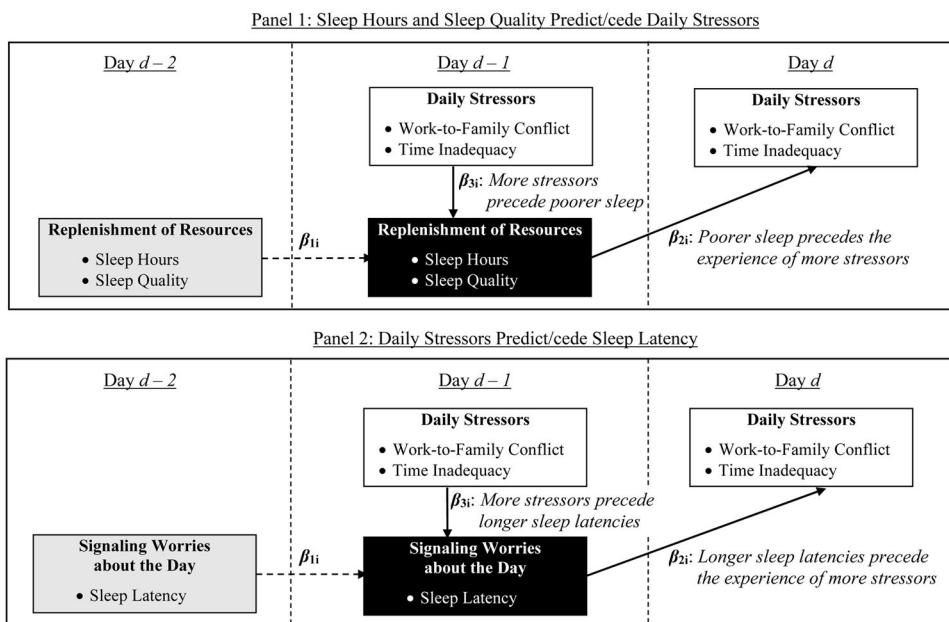 Panel 1: Sleep Hours and Sleep Quality Predict/cede Daily Stressors
Day d – 2
Day d – 1
Day d
Daily Stressors
• Work-to-Family Conflict
• Time Inadequacy
Daily Stressors
• Work-to-Family Conflict
• Time Inadequacy
β3i: More stressors
precede poorer sleep
Replenishment of Resources
• Sleep Hours
• Sleep Quality
β1i
Replenishment of Resources
• Sleep Hours
• Sleep Quality
β2i: Poorer sleep precedes the
experience of more stressors
Panel 2: Daily Stressors Predict/cede Sleep Latency
Day d – 2
Day d – 1
Day d
Daily Stressors
• Work-to-Family Conflict
• Time Inadequacy
Daily Stressors
• Work-to-Family Conflict
• Time Inadequacy
β3i: More stressors precede
longer sleep latencies
Signaling Worries
about the Day
• Sleep Latency
β1i
Signaling Worries
about the Day
• Sleep Latency
β2i: Longer sleep latencies precede
the experience of more stressors